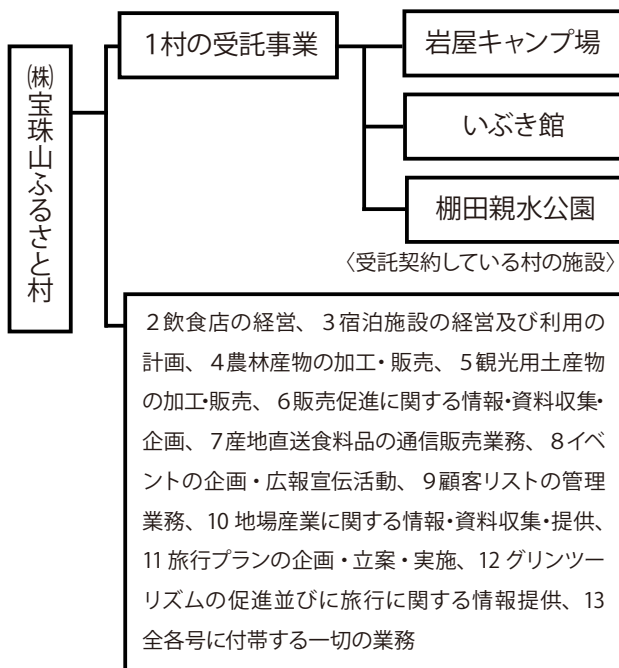 ㈱宝珠山ふるさと村
1村の受託事業
岩屋キャンプ場
いぶき館
棚田親水公園
〈受託契約している村の施設〉
2飲食店の経営、3宿泊施設の経営及び利用の
計画、4農林産物の加工・販売、5観光用土産物
の加工・販売、6販売促進に関する情報・資料収集・
企画、7産地直送食料品の通信販売業務、8イベ
ントの企画・広報宣伝活動、9顧客リストの管理
業務、10 地場産業に関する情報・資料収集・提供、
11 旅行プランの企画・立案・実施、12 グリンツー
リズムの促進並びに旅行に関する情報提供、13
全各号に付帯する一切の業務